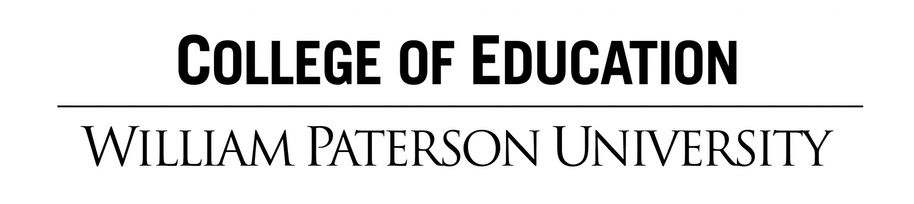 COLLEGE OF EDUCATION
WILLIAM PATERSON UNIVERSITY